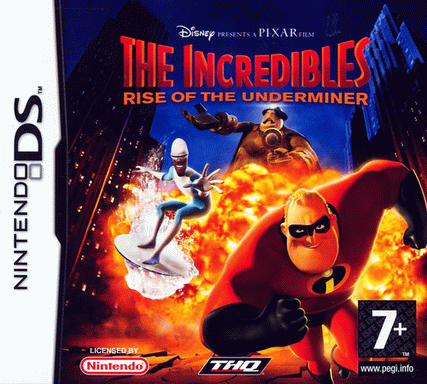 Disney PRESENTS A PIXAR FILM
THE INCREDIBLES
RISE OF THE UNDERMINER
NINTENDO DS™
LICENSED BY
Nintendo
THQ
7+
www.pegi.info